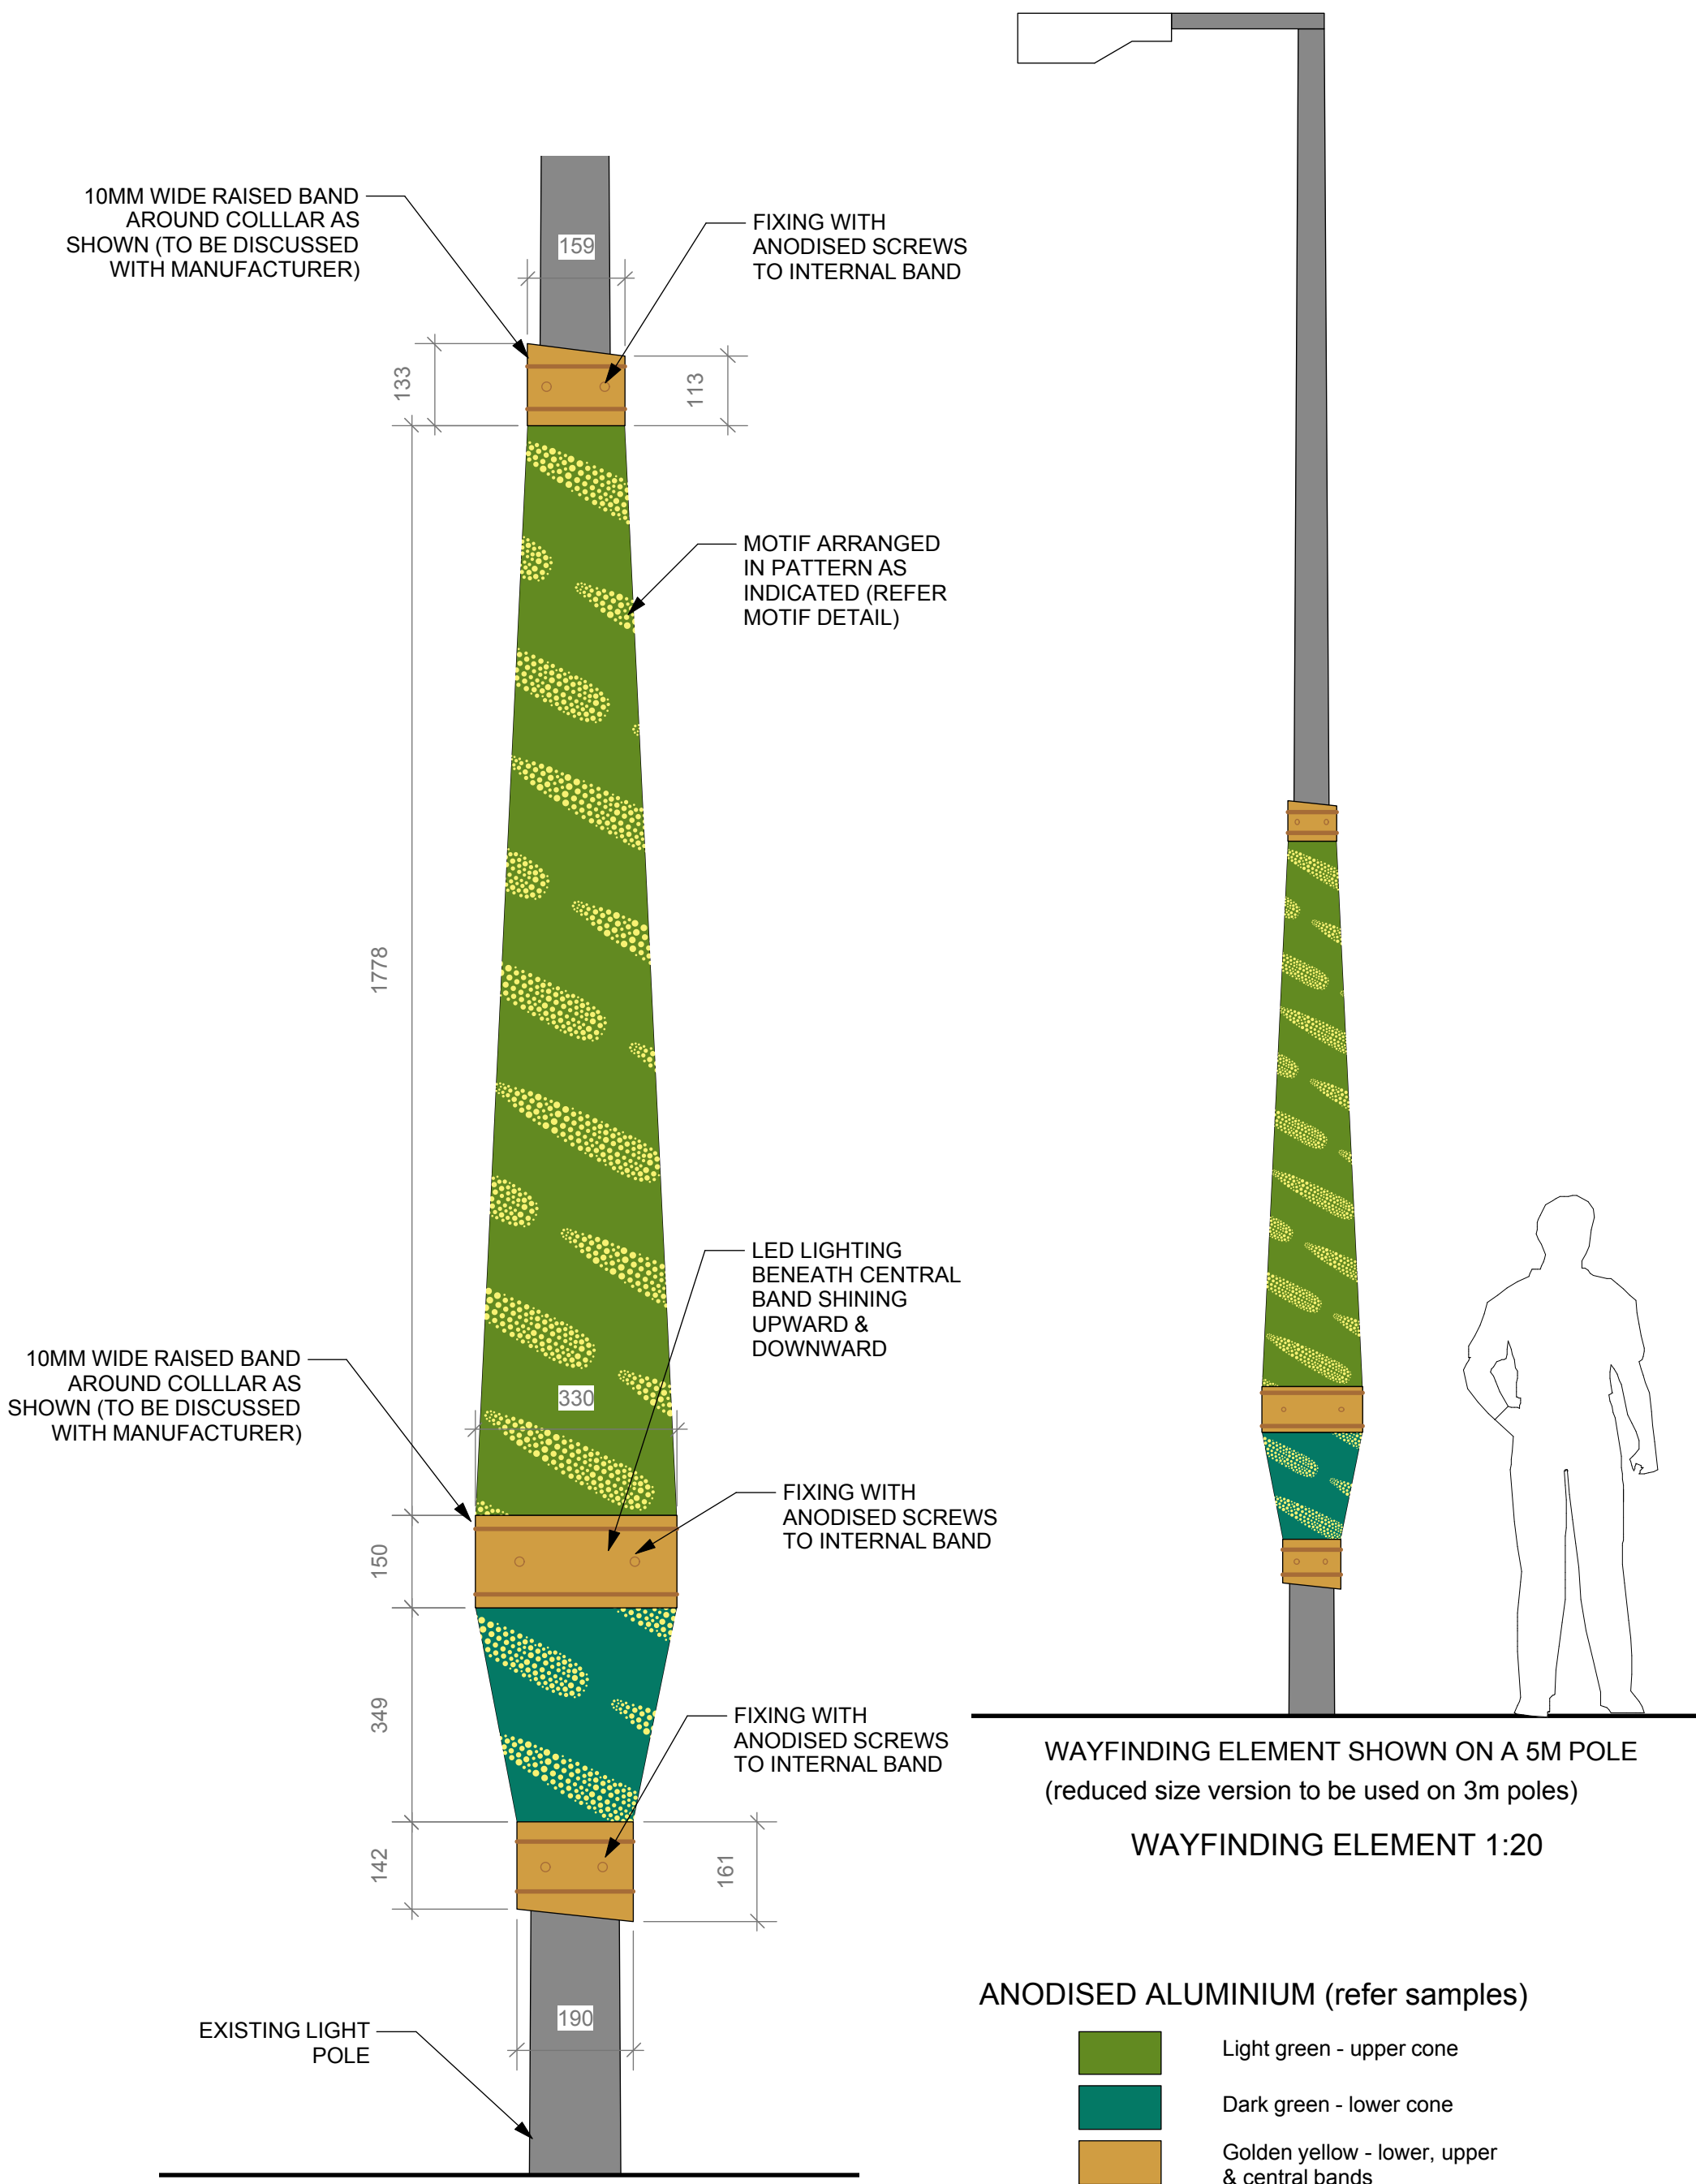 10MM WIDE RAISED BAND
AROUND COLLLAR AS
SHOWN (TO BE DISCUSSED
WITH MANUFACTURER)
159
FIXING WITH
ANODISED SCREWS
TO INTERNAL BAND
133
113
MOTIF ARRANGED
IN PATTERN AS
INDICATED (REFER
MOTIF DETAIL)
1778
LED LIGHTING
BENEATH CENTRAL
BAND SHINING
UPWARD &
DOWNWARD
10MM WIDE RAISED BAND
AROUND COLLLAR AS
SHOWN (TO BE DISCUSSED
WITH MANUFACTURER)
330
FIXING WITH
ANODISED SCREWS
TO INTERNAL BAND
150
349
FIXING WITH
ANODISED SCREWS
TO INTERNAL BAND
142
161
190
EXISTING LIGHT
POLE
WAYFINDING ELEMENT SHOWN ON A 5M POLE
(reduced size version to be used on 3m poles)
WAYFINDING ELEMENT 1:20
ANODISED ALUMINIUM (refer samples)
Light green - upper cone
Dark green - lower cone
Golden yellow - lower, upper
& central bands